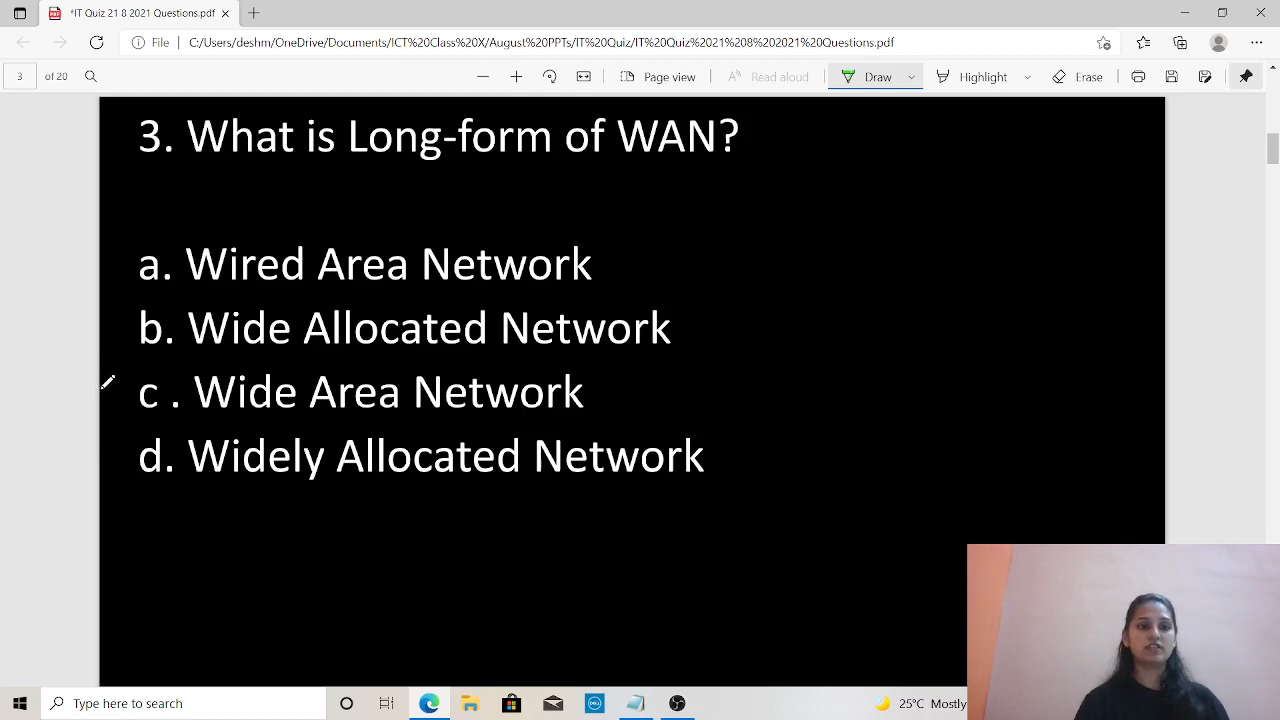 *IT Quiz 21 8 2021 Questions.pdf
File
C:/Users/deshm/OneDrive/Documents/ICT%20Class%20X/August%20PPTs/IT%20Quiz/IT%20Quiz%2021%208%202021%20Questions.pdf
3 of 20
Page view
Read aloud
Draw
Highlight
Erase
3. What is Long-form of WAN?
a. Wired Area Network
b. Wide Allocated Network
c . Wide Area Network
d. Widely Allocated Network
Type here to search
DELL
25°C Mostly